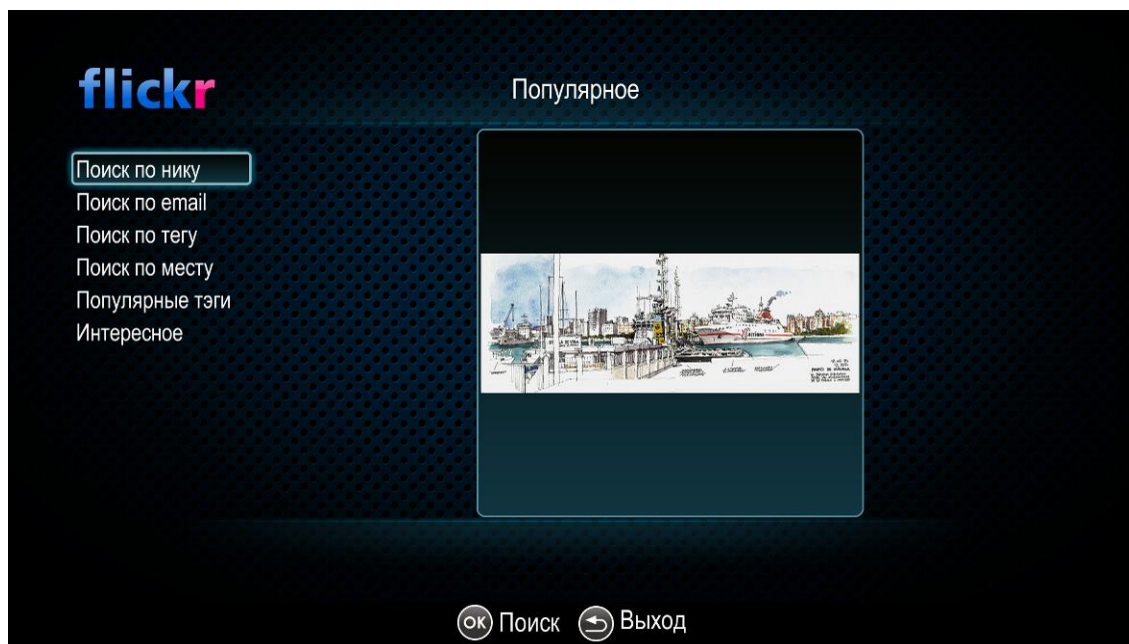 flickr
Популярное
Поиск по нику
Поиск по email
Поиск по тегу
Поиск по месту
Популярные тэги
Интересное
OK Поиск Выход